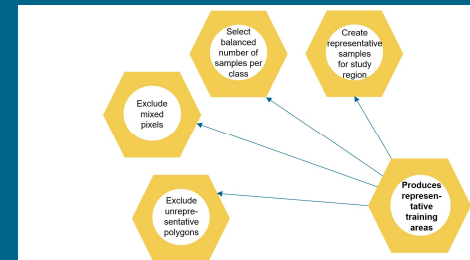 Select
balanced
number of
samples per
class
Create
representative
samples
for study
region
Exclude
mixed
pixels
Exclude
unrepre-
sentative
polygons
Produces
represen-
tative
training
areas